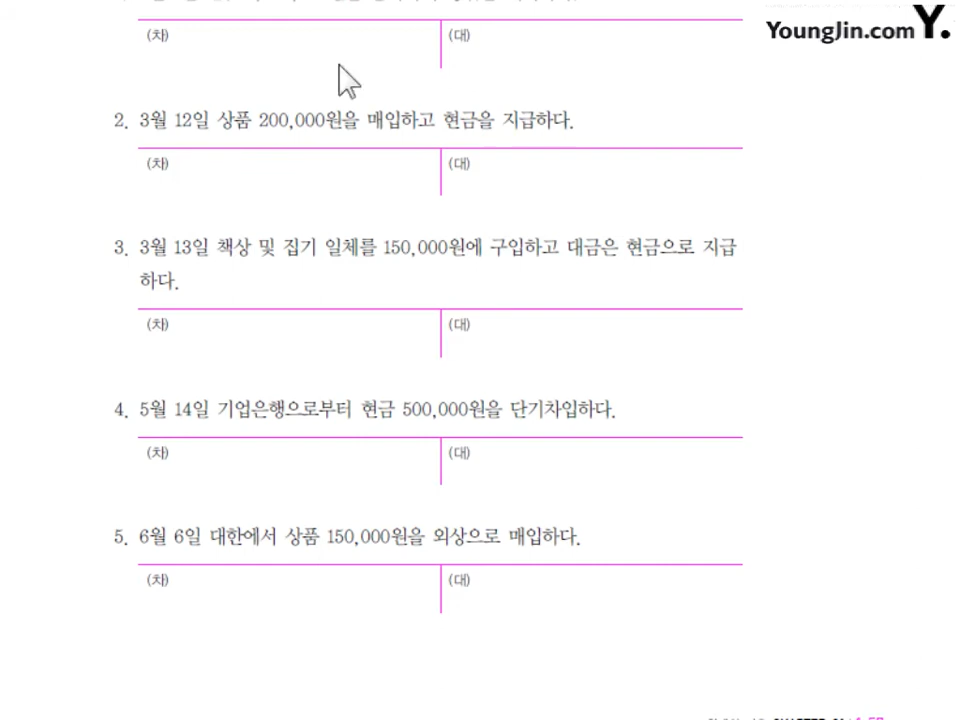 YoungJin.com Y.
(차) (대)
2. 3월 12일 상품 200,000원을 매입하고 현금을 지급하다.
(차) (대)
3. 3월 13일 책상 및 집기 일체를 150,000원에 구입하고 대금은 현금으로 지급
하다.
(차) (대)
4. 5월 14일 기업은행으로부터 현금 500,000원을 단기차입하다.
(차) (대)
5. 6월 6일 대한에서 상품 150,000원을 외상으로 매입하다.
(차) (대)